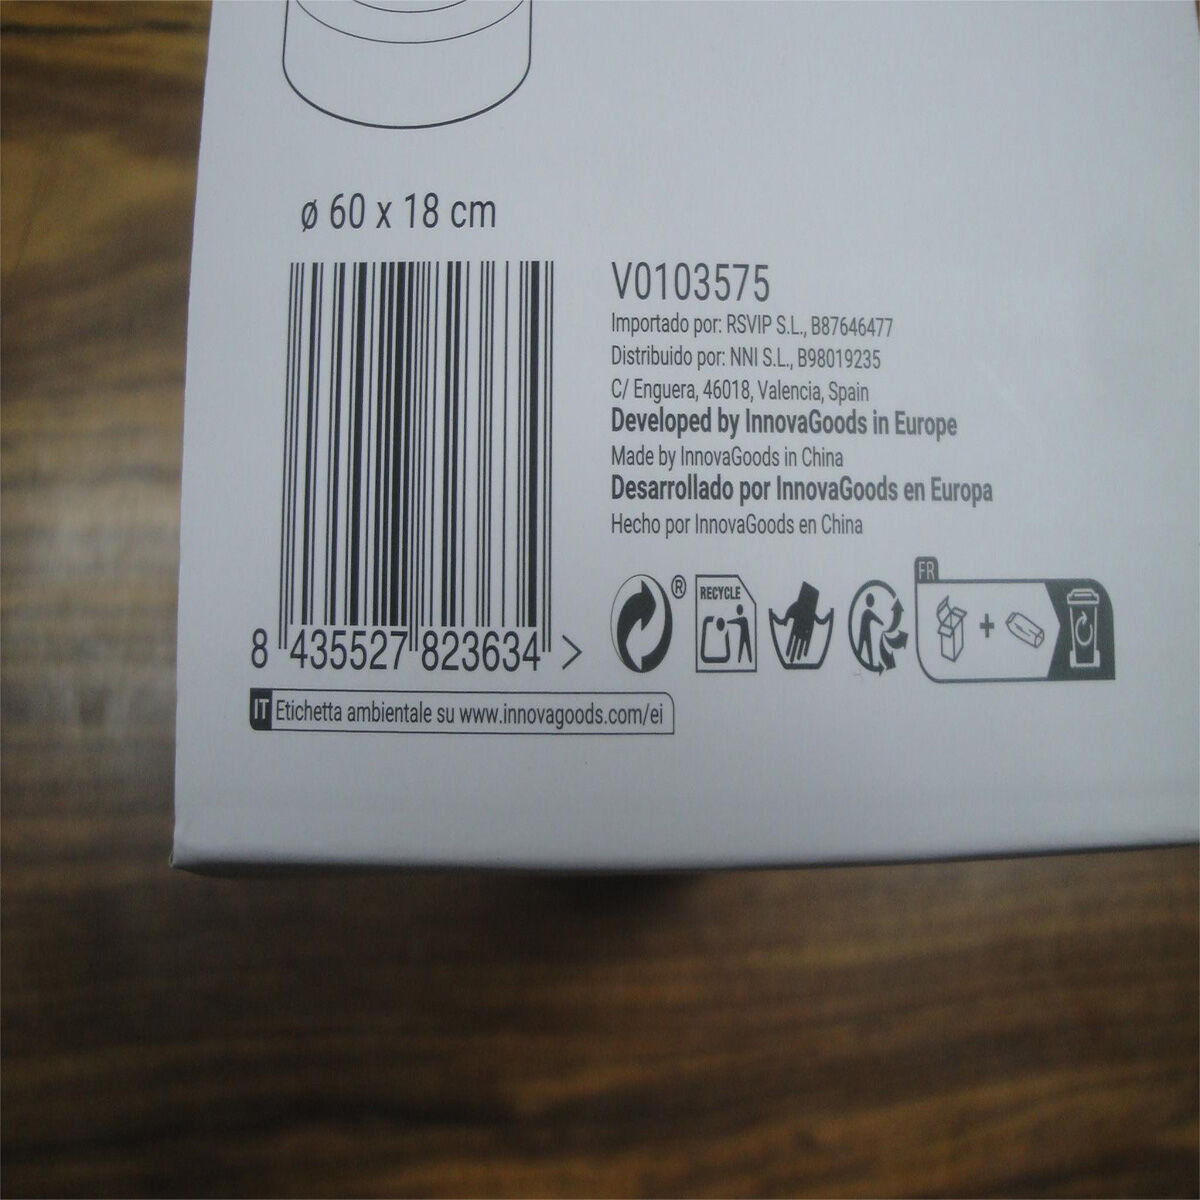 ø 60 x 18 cm
V0103575
Importado por: RSVIP S.L., B87646477
Distribuido por: NNI S.L., B98019235
C/ Enguera, 46018, Valencia, Spain
Developed by InnovaGoods in Europe
Made by InnovaGoods in China
Desarrollado por InnovaGoods en Europa
Hecho por InnovaGoods en China
®
RECYCLE
FR
+
8 435527 823634 >
IT Etichetta ambientale su www.innovagoods.com/ei